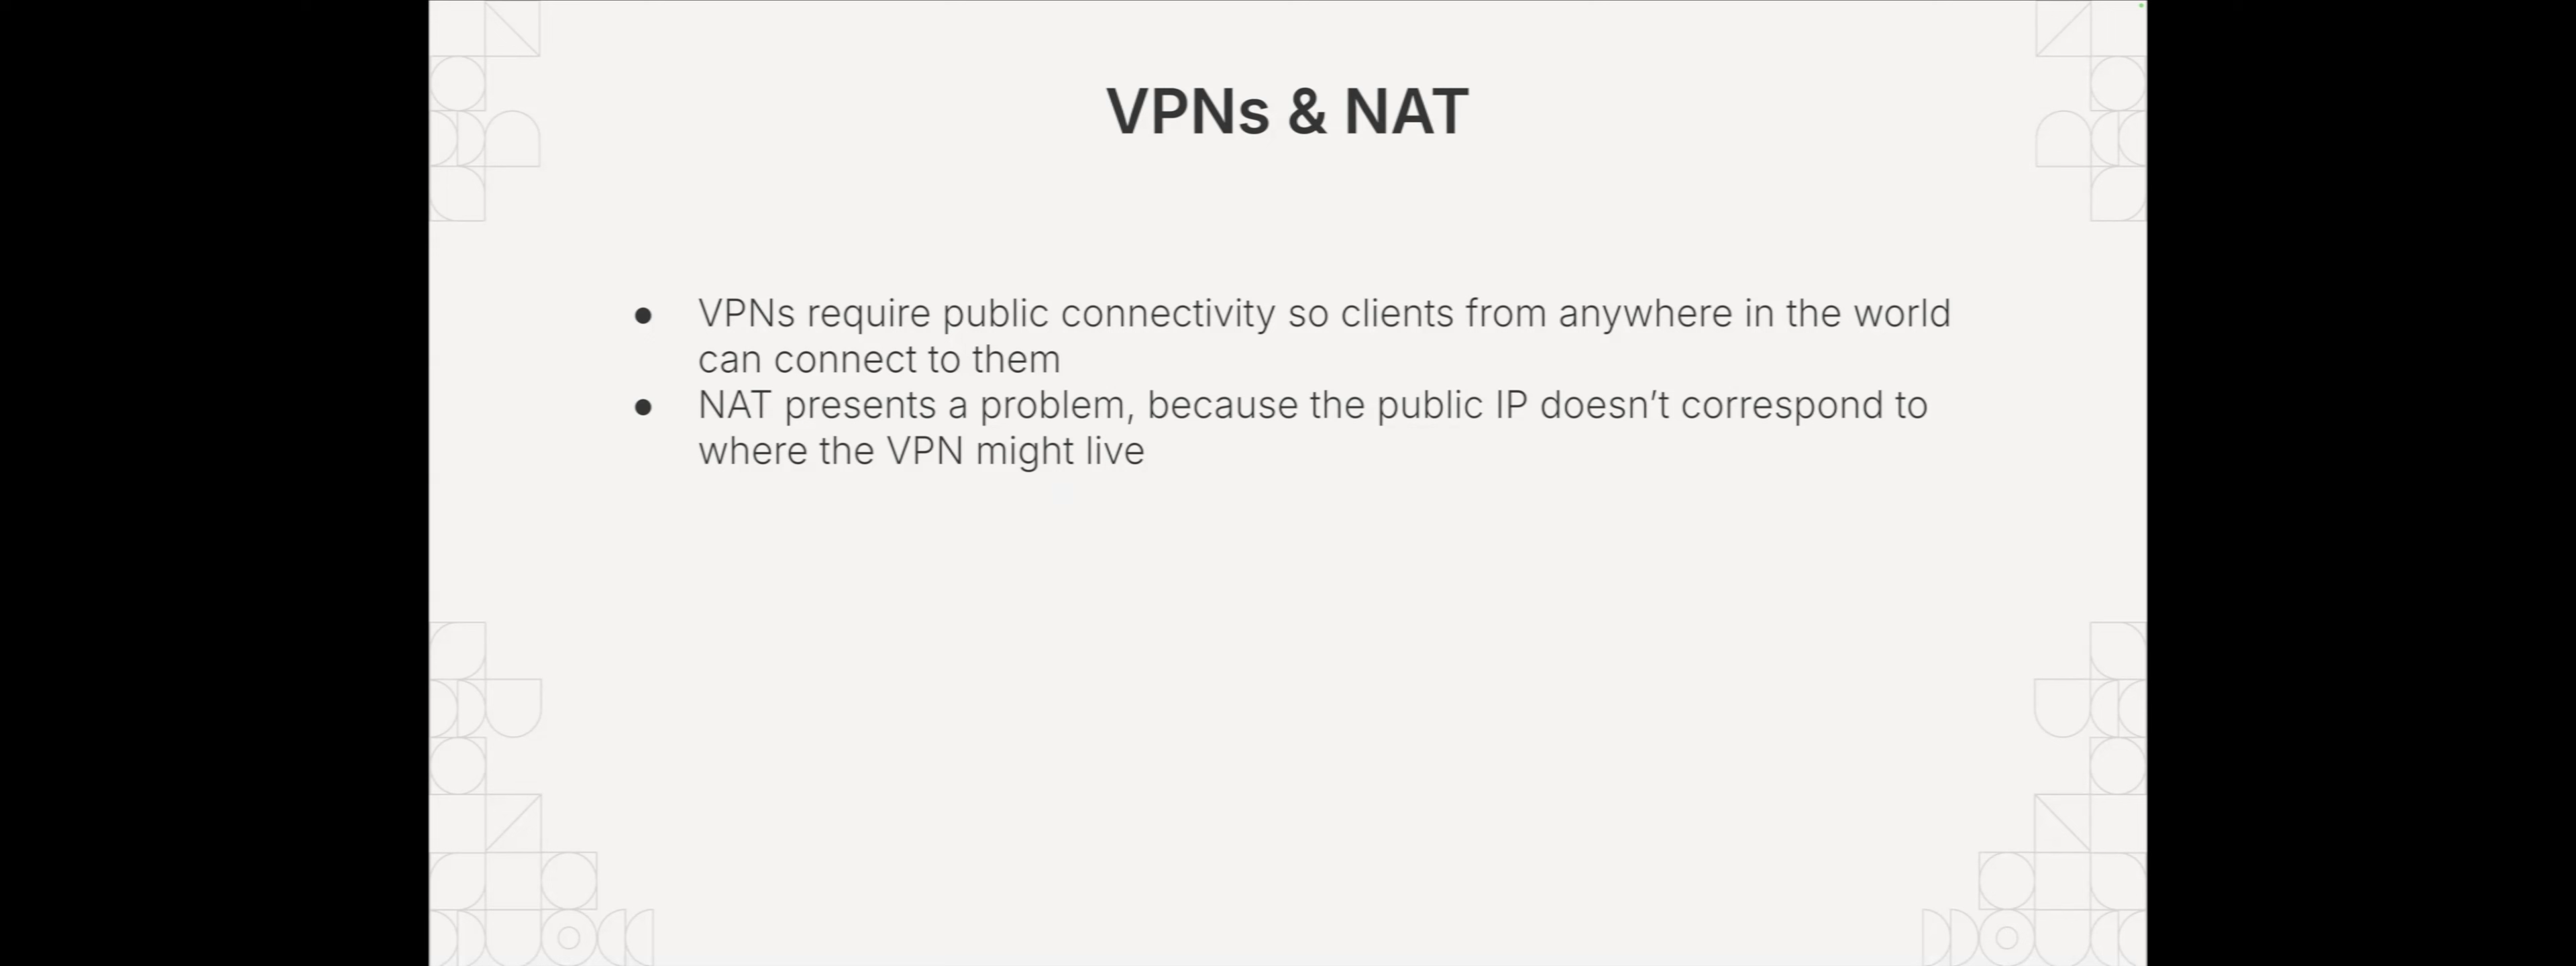 VPNs & NAT
● VPNs require public connectivity so clients from anywhere in the world
can connect to them
● NAT presents a problem, because the public IP doesn’t correspond to
where the VPN might live